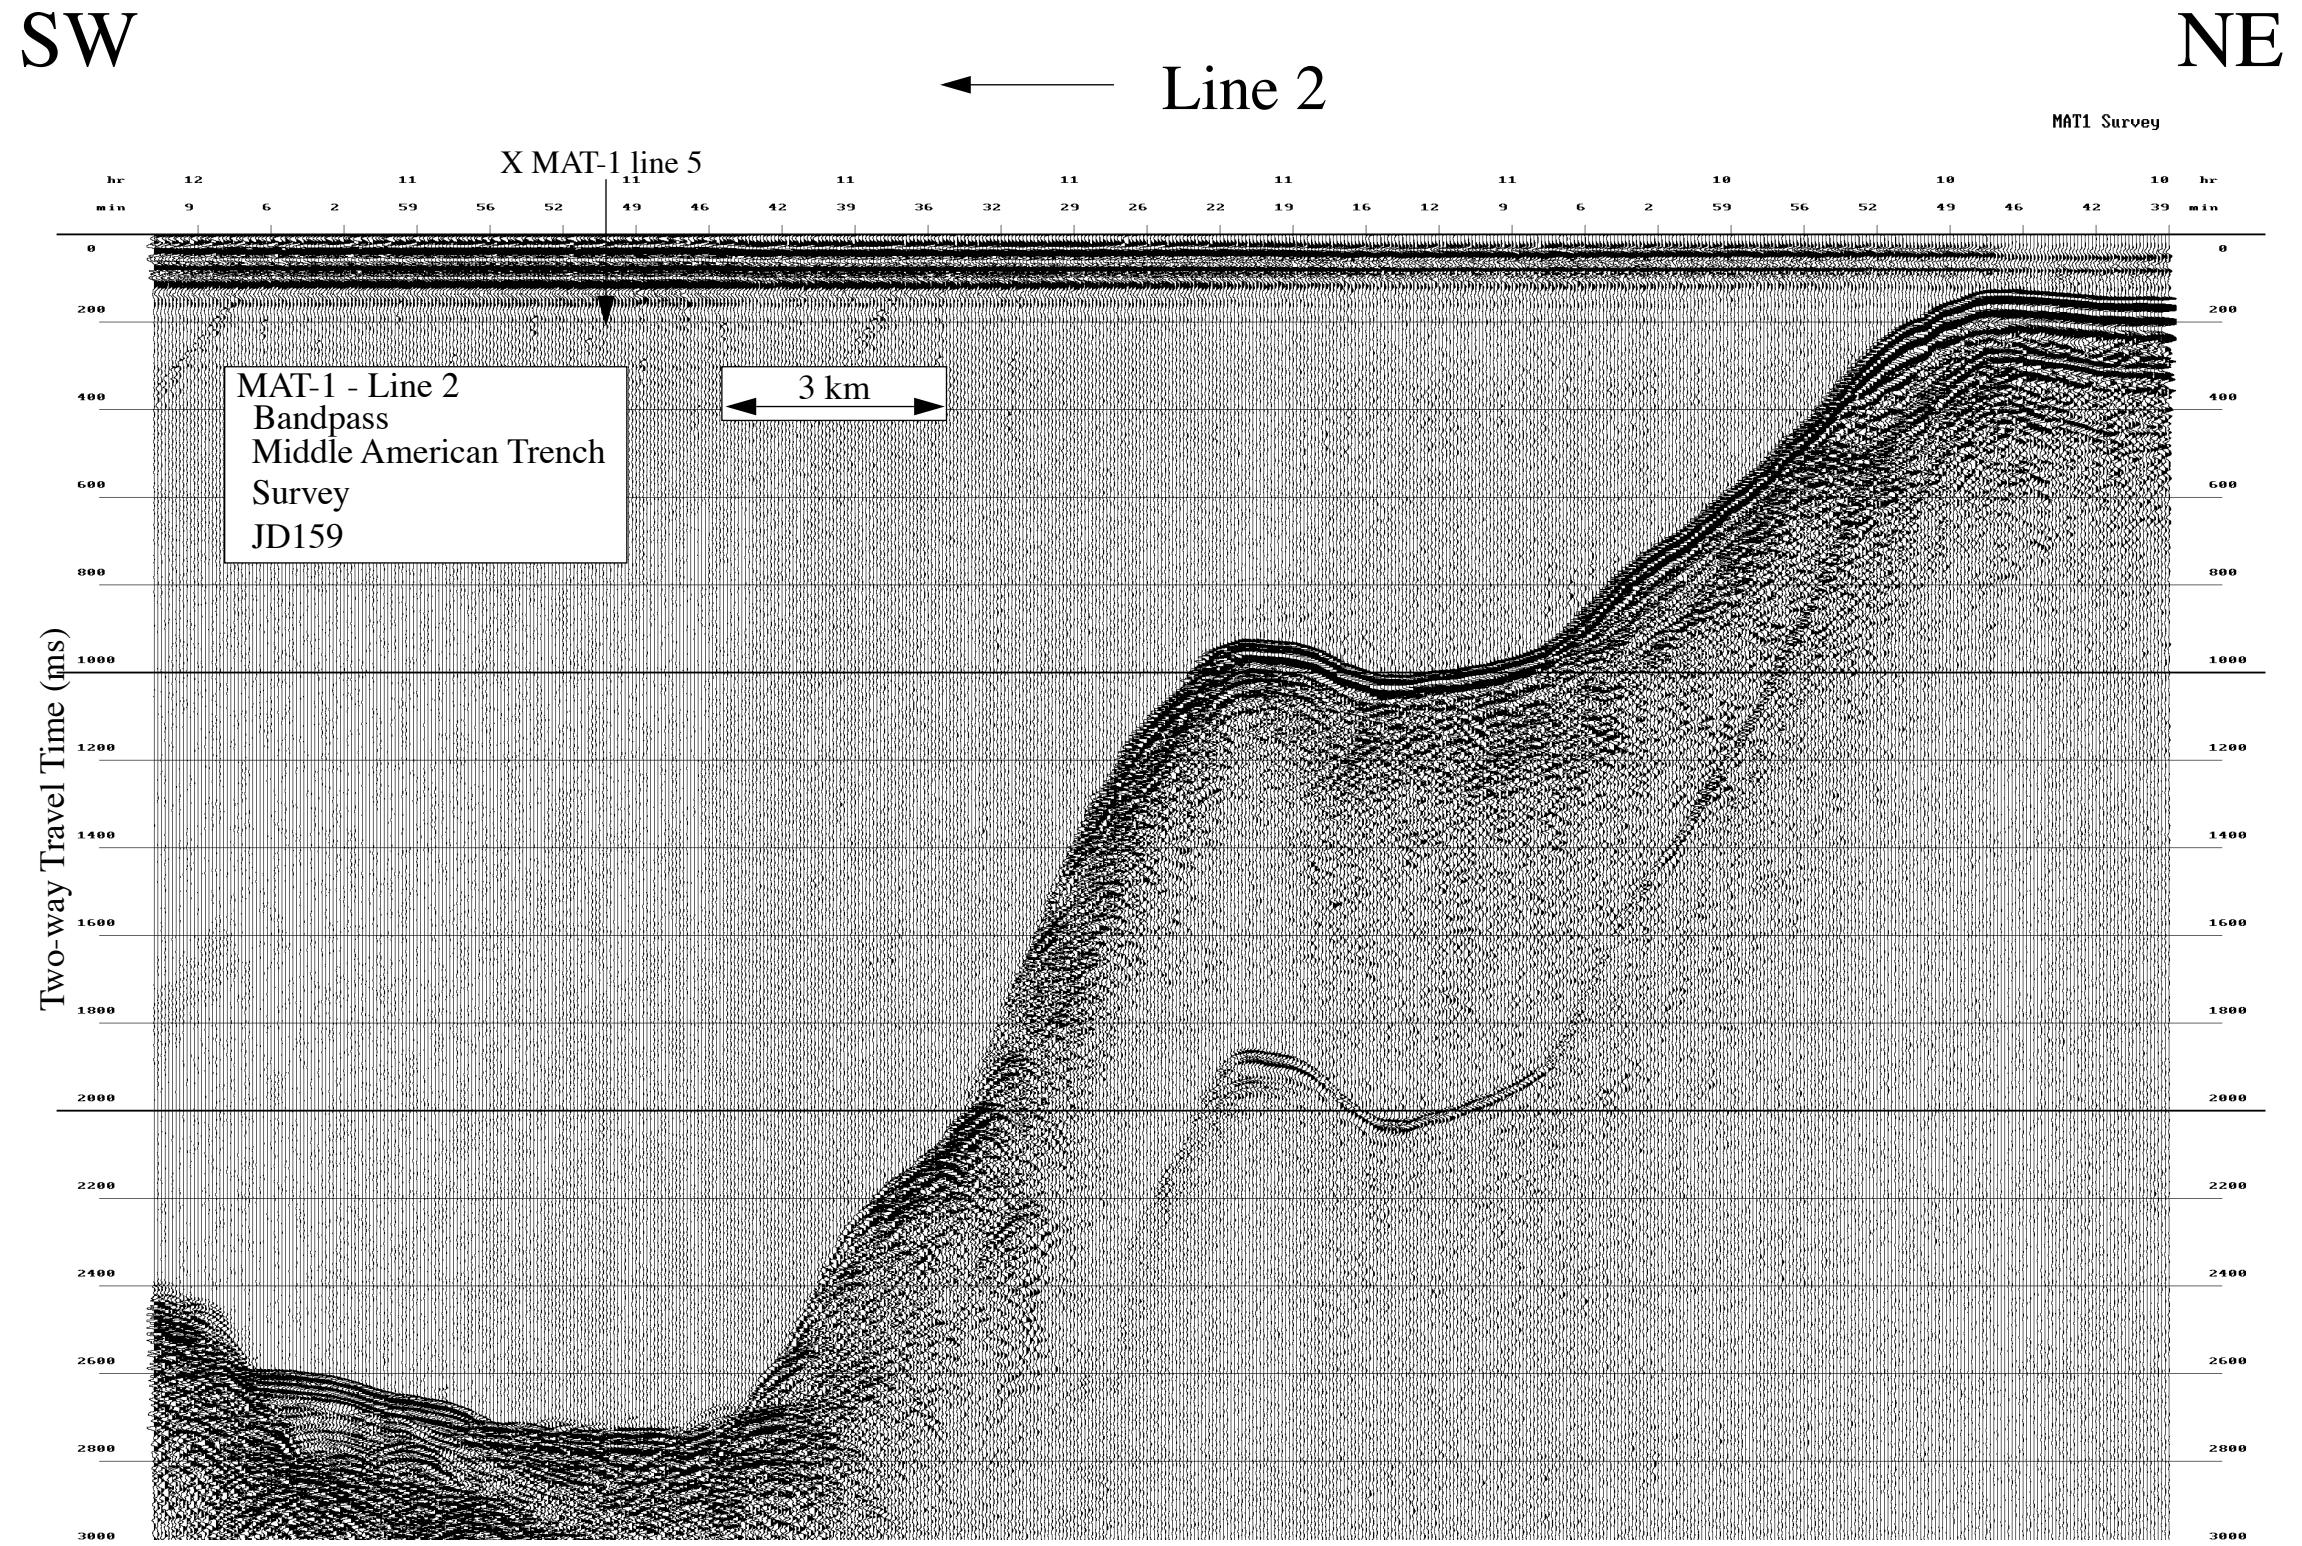 SW
NE
Line 2
MAT1 Survey
X MAT-1 line 5
hr 12 11 11 11 11 11 11 10 10 10 hr
min 9 6 2 59 56 52 49 46 42 39 36 32 29 26 22 19 16 12 9 6 2 59 56 52 49 46 42 39 min
0 0
200 200
MAT-1 - Line 2
Bandpass
Middle American Trench
Survey
JD159
3 km
400 400
600 600
800 800
Two-way Travel Time (ms)
1000 1000
1200 1200
1400 1400
1600 1600
1800 1800
2000 2000
2200 2200
2400 2400
2600 2600
2800 2800
3000 3000